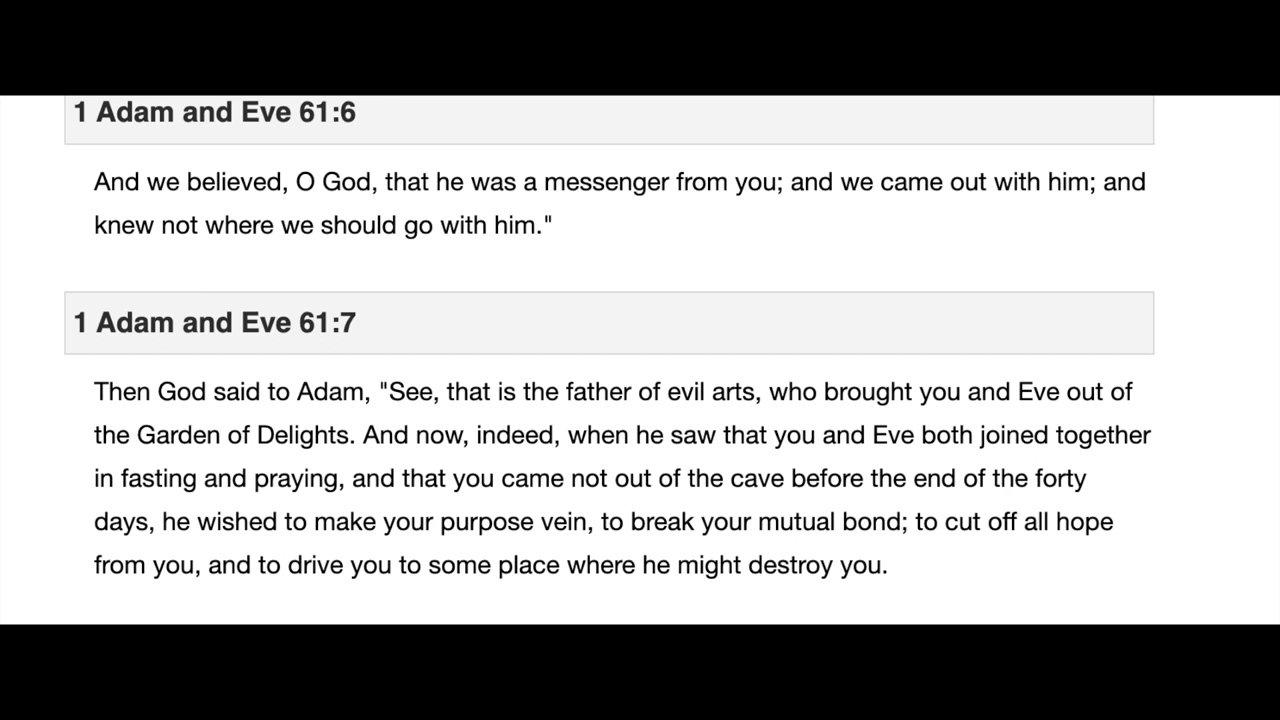 1 Adam and Eve 61:6
And we believed, O God, that he was a messenger from you; and we came out with him; and
knew not where we should go with him."
1 Adam and Eve 61:7
Then God said to Adam, "See, that is the father of evil arts, who brought you and Eve out of
the Garden of Delights. And now, indeed, when he saw that you and Eve both joined together
in fasting and praying, and that you came not out of the cave before the end of the forty
days, he wished to make your purpose vein, to break your mutual bond; to cut off all hope
from you, and to drive you to some place where he might destroy you.